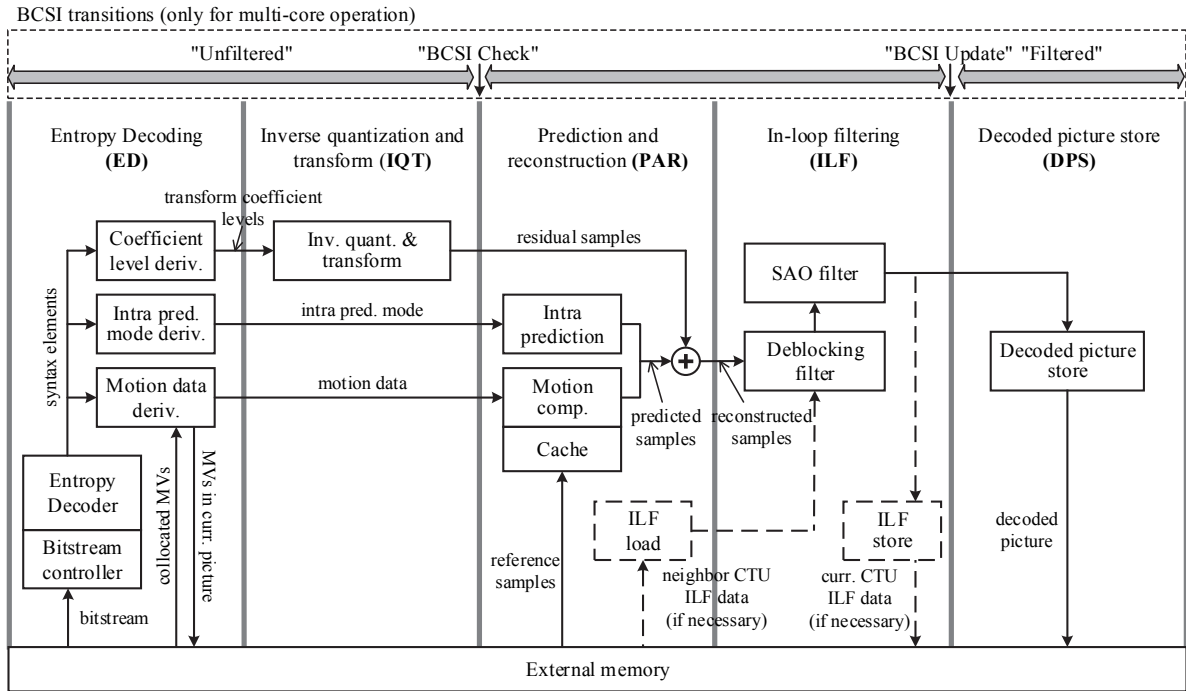 BCSI transitions (only for multi-core operation)
"Unfiltered"
"BCSI Check"
"BCSI Update"
"Filtered"
Entropy Decoding
(ED)
Inverse quantization and
transform (IQT)
Prediction and
reconstruction (PAR)
In-loop filtering
(ILF)
Decoded picture store
(DPS)
transform coefficient
levels
Coefficient
level deriv.
Inv. quant. &
transform
residual samples
SAO filter
syntax elements
Intra pred.
mode deriv.
intra pred. mode
Intra
prediction
Deblocking
filter
Decoded picture
store
Motion data
deriv.
motion data
Motion
comp.
Cache
predicted
samples
reconstructed
samples
Entropy
Decoder
Bitstream
controller
collocated MVs
MVs in curr. picture
ILF
load
ILF
store
reference
samples
neighbor CTU
ILF data
(if necessary)
curr. CTU
ILF data
(if necessary)
decoded
picture
bitstream
External memory